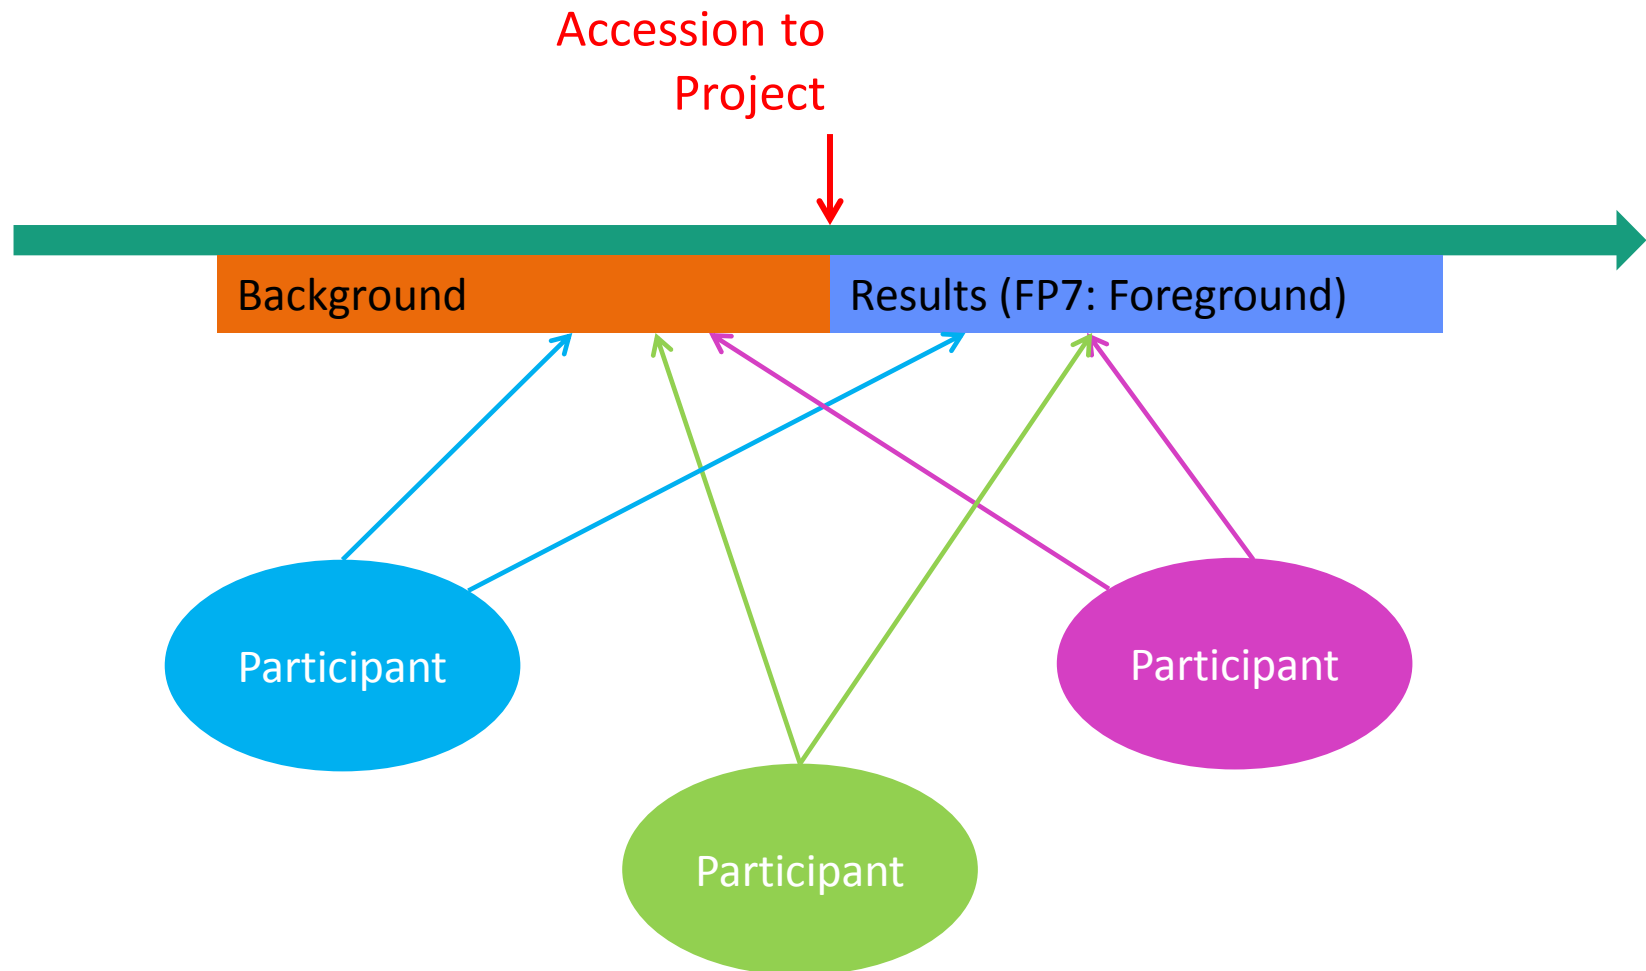 Accession to
Project
Background
Results (FP7: Foreground)
Participant
Participant
Participant